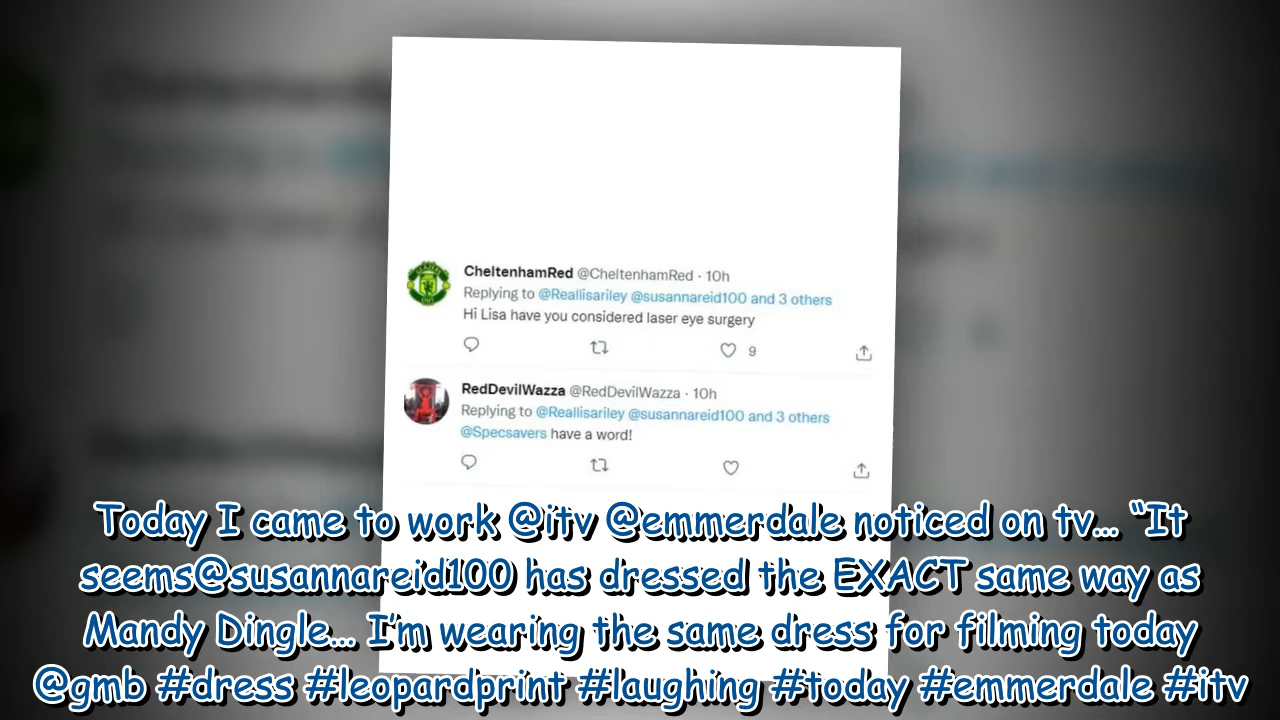 CheltenhamRed @CheltenhamRed · 10h
Replying to @Reallisariley @susannareid100 and 3 others
Hi Lisa have you considered laser eye surgery
9
RedDevilWazza @RedDevilWazza · 10h
Replying to @Reallisariley @susannareid100 and 3 others
@Specsavers have a word!
Today I came to work @itv @emmerdale noticed on tv... “It
seems@susannareid100 has dressed the EXACT same way as
Mandy Dingle... I’m wearing the same dress for filming today
@gmb #dress #leopardprint #laughing #today #emmerdale #itv